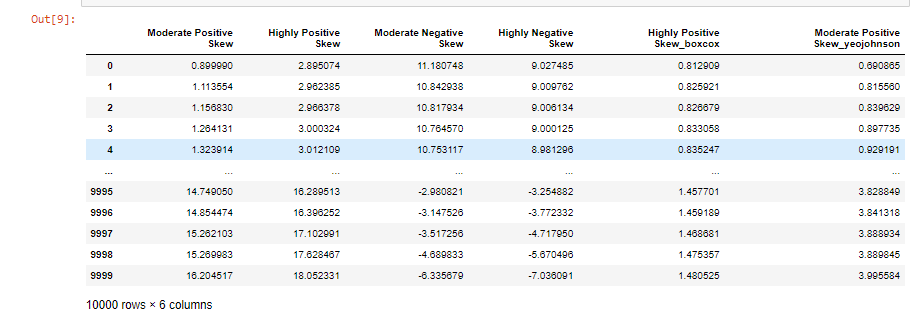 Out[9]:
Moderate Positive Skew Highly Positive Skew Moderate Negative Skew Highly Negative Skew Highly Positive Skew_boxcox Moderate Positive Skew_yeojohnson
0 0.899990 2.895074 11.180748 9.027485 0.812909 0.690865
1 1.113554 2.962385 10.842938 9.009762 0.825921 0.815560
2 1.156830 2.966378 10.817934 9.006134 0.826679 0.839629
3 1.264131 3.000324 10.764570 9.000125 0.833058 0.897735
4 1.323914 3.012109 10.753117 8.981296 0.835247 0.929191
... ... ... ... ... ... ...
9995 14.749050 16.289513 -2.980821 -3.254882 1.457701 3.828849
9996 14.854474 16.396252 -3.147526 -3.772332 1.459189 3.841318
9997 15.262103 17.102991 -3.517256 -4.717950 1.468681 3.888934
9998 15.269983 17.628467 -4.689833 -5.670496 1.475357 3.889845
9999 16.204517 18.052331 -6.335679 -7.036091 1.480525 3.995584
10000 rows × 6 columns